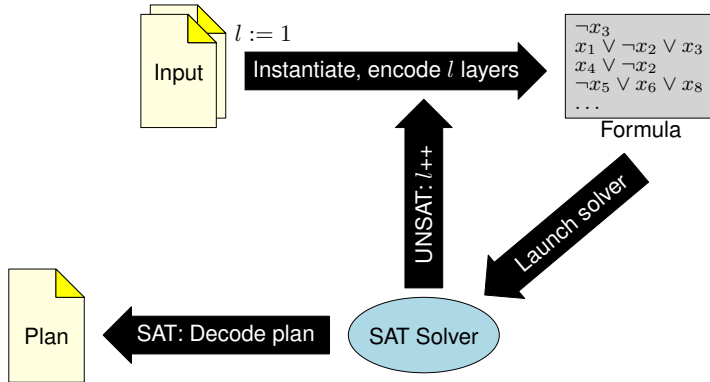 l := 1
Input
Instantiate, encode l layers
¬x₃
x₁ ∨ ¬x₂ ∨ x₃
x₄ ∨ ¬x₂
¬x₅ ∨ x₆ ∨ x₈
...
Formula
UNSAT: l++
Launch solver
Plan
SAT: Decode plan
SAT Solver